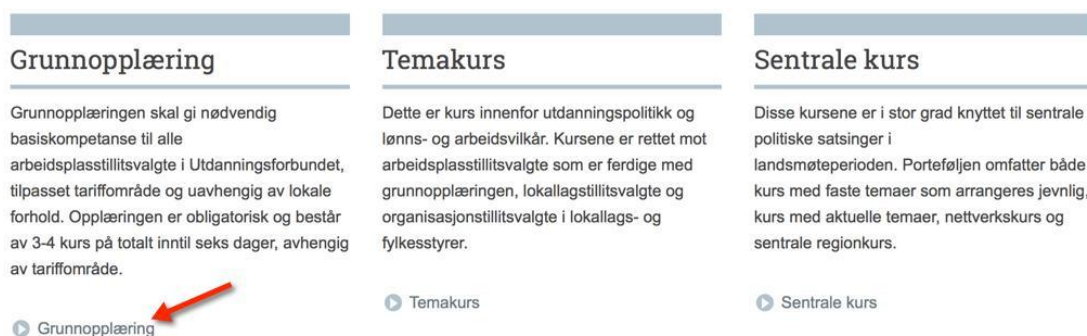 Grunnopplæring
Grunnopplæringen skal gi nødvendig
basiskompetanse til alle
arbeidsplasstillitsvalgte i Utdanningsforbundet,
tilpasset tariffområde og uavhengig av lokale
forhold. Opplæringen er obligatorisk og består
av 3-4 kurs på totalt inntil seks dager, avhengig
av tariffområde.
Grunnopplæring
Temakurs
Dette er kurs innenfor utdanningspolitikk og
lønns- og arbeidsvilkår. Kursene er rettet mot
arbeidsplasstillitsvalgte som er ferdige med
grunnopplæringen, lokallagstillitsvalgte og
organisasjonstillitsvalgte i lokallags- og
fylkesstyrer.
Temakurs
Sentrale kurs
Disse kursene er i stor grad knyttet til sentrale
politiske satsinger i
landsmøteperioden. Porteføljen omfatter både
kurs med faste temaer som arrangeres jevnlig,
kurs med aktuelle temaer, nettverkskurs og
sentrale regionkurs.
Sentrale kurs